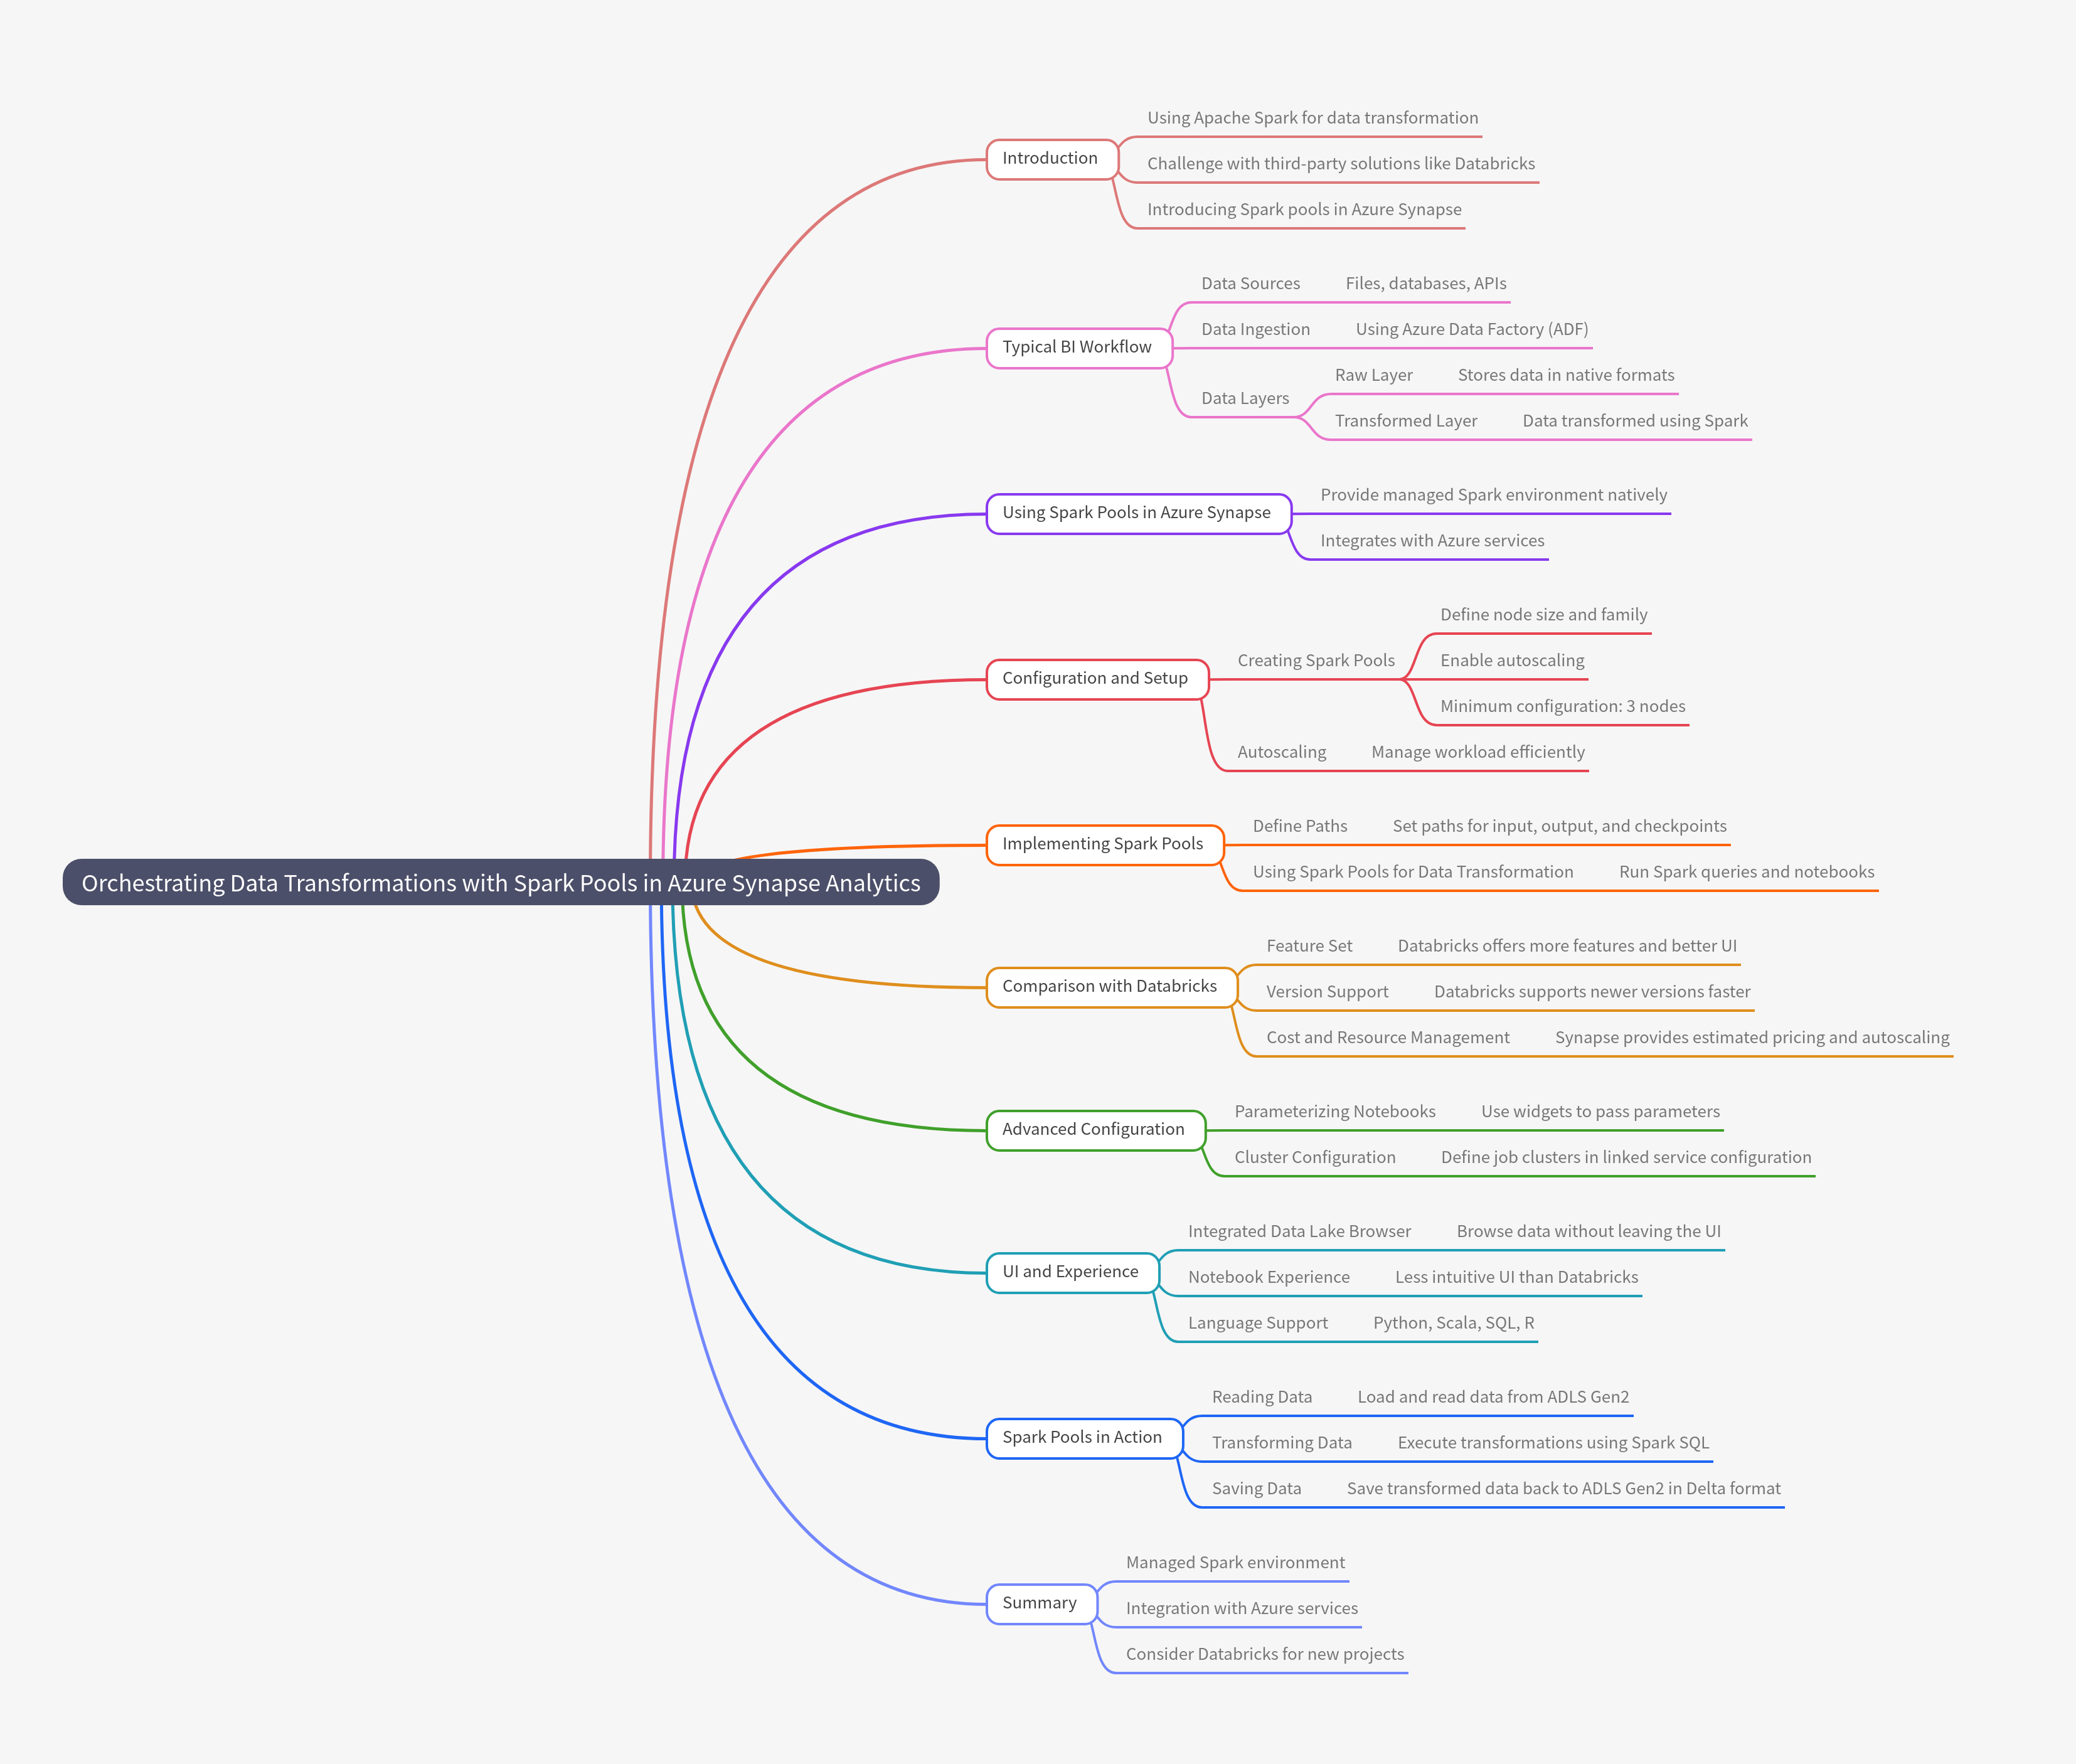 Orchestrating Data Transformations with Spark Pools in Azure Synapse Analytics
Introduction
Using Apache Spark for data transformation
Challenge with third-party solutions like Databricks
Introducing Spark pools in Azure Synapse
Typical BI Workflow
Data Sources
Files, databases, APIs
Data Ingestion
Using Azure Data Factory (ADF)
Data Layers
Raw Layer
Stores data in native formats
Transformed Layer
Data transformed using Spark
Using Spark Pools in Azure Synapse
Provide managed Spark environment natively
Integrates with Azure services
Configuration and Setup
Creating Spark Pools
Define node size and family
Enable autoscaling
Minimum configuration: 3 nodes
Autoscaling
Manage workload efficiently
Implementing Spark Pools
Define Paths
Set paths for input, output, and checkpoints
Using Spark Pools for Data Transformation
Run Spark queries and notebooks
Comparison with Databricks
Feature Set
Databricks offers more features and better UI
Version Support
Databricks supports newer versions faster
Cost and Resource Management
Synapse provides estimated pricing and autoscaling
Advanced Configuration
Parameterizing Notebooks
Use widgets to pass parameters
Cluster Configuration
Define job clusters in linked service configuration
UI and Experience
Integrated Data Lake Browser
Browse data without leaving the UI
Notebook Experience
Less intuitive UI than Databricks
Language Support
Python, Scala, SQL, R
Spark Pools in Action
Reading Data
Load and read data from ADLS Gen2
Transforming Data
Execute transformations using Spark SQL
Saving Data
Save transformed data back to ADLS Gen2 in Delta format
Summary
Managed Spark environment
Integration with Azure services
Consider Databricks for new projects